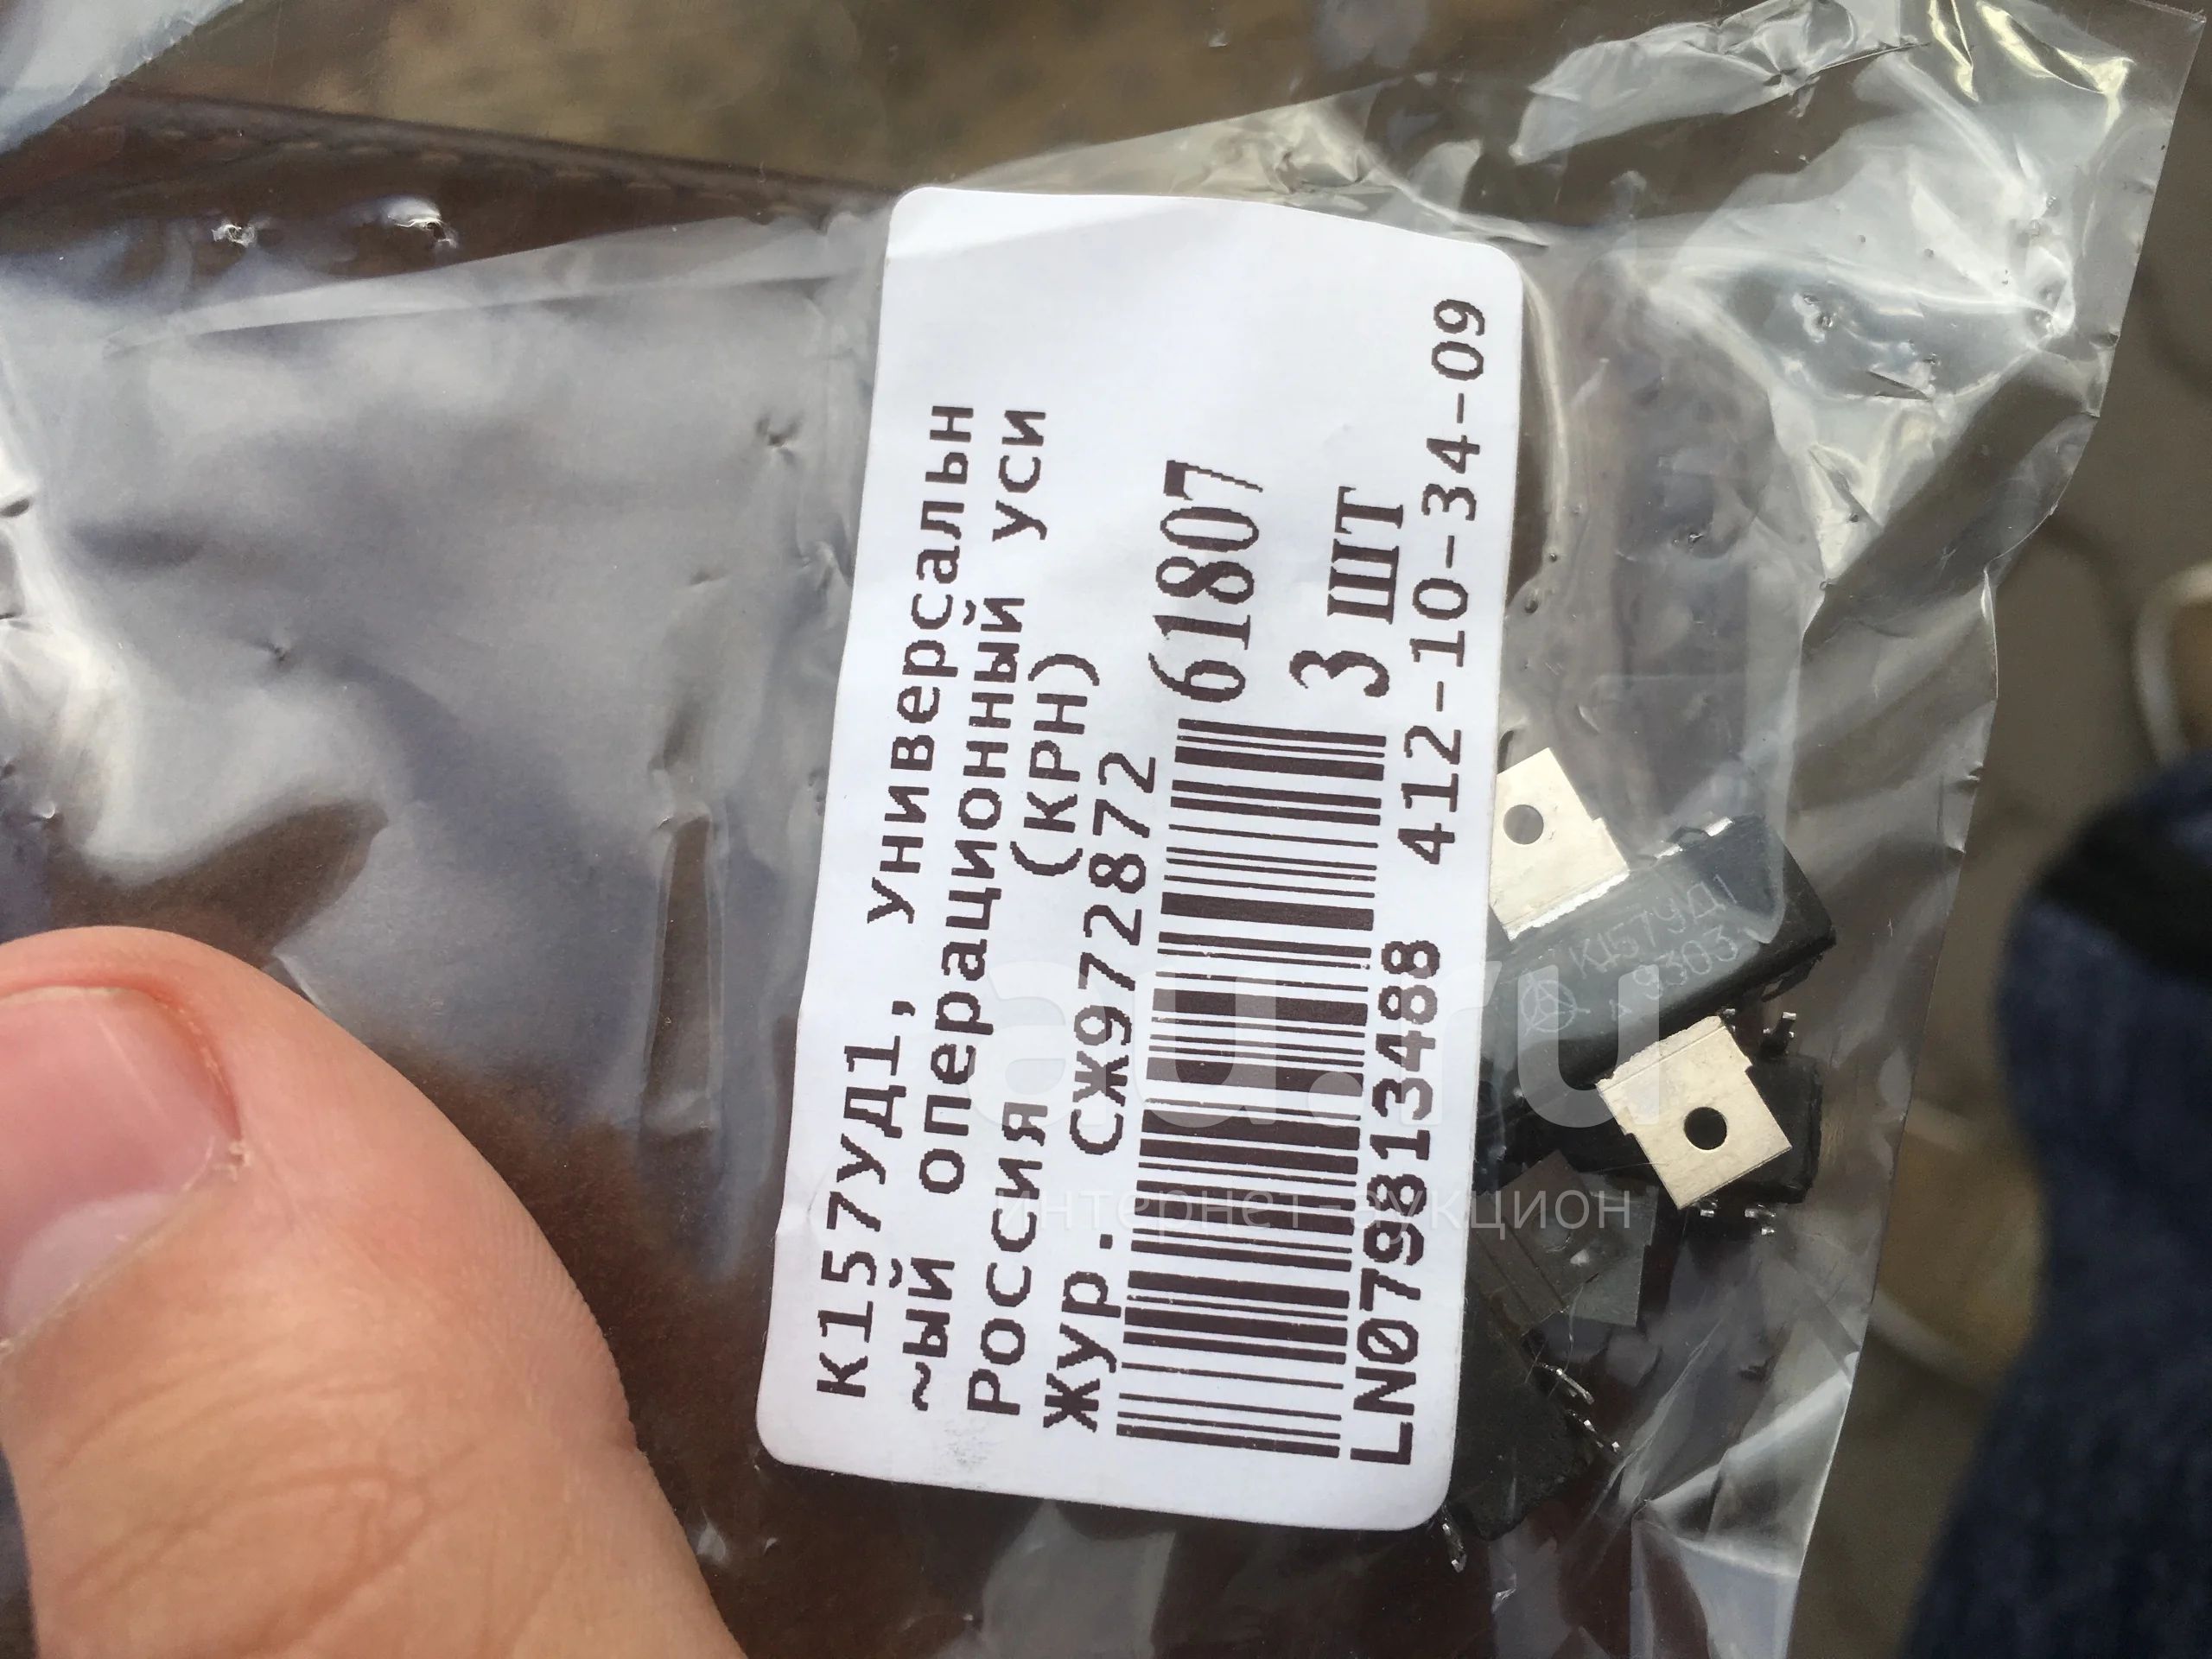 К157УД1, универсальн
~ый операционный уси
Россия (КРН)
Жур. СЖ972872
61807
3 ШТ
LN079813488 412-10-34-09
К157УД1
9303
au.ru
интернет-аукцион